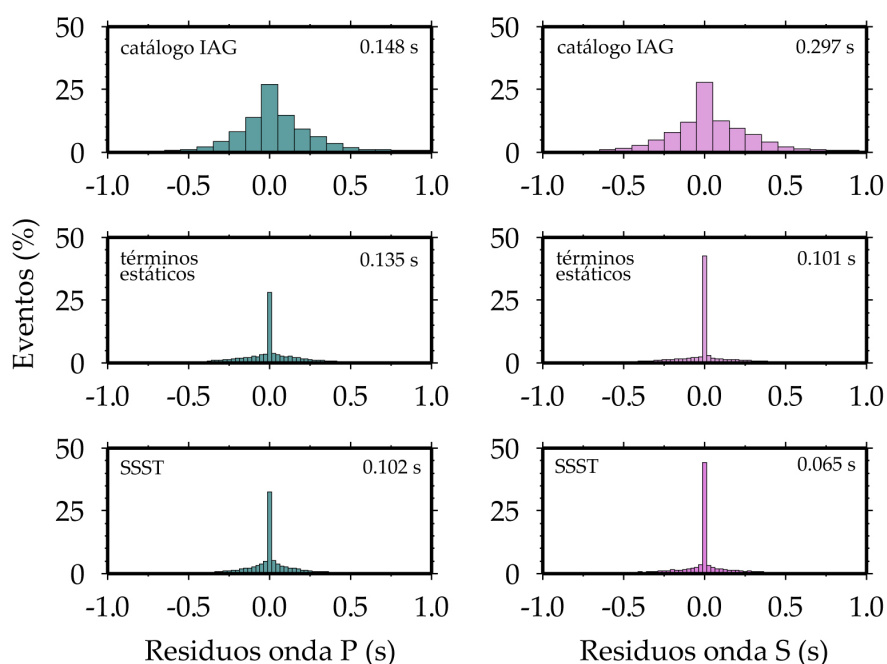 50
25
0
catálogo IAG
0.148 s
-1.0
-0.5
0.0
0.5
1.0
50
25
0
catálogo IAG
0.297 s
-1.0
-0.5
0.0
0.5
1.0
Eventos (%)
50
25
0
términos
estáticos
0.135 s
-1.0
-0.5
0.0
0.5
1.0
50
25
0
términos
estáticos
0.101 s
-1.0
-0.5
0.0
0.5
1.0
50
25
0
SSST
0.102 s
-1.0
-0.5
0.0
0.5
1.0
Residuos onda P (s)
50
25
0
SSST
0.065 s
-1.0
-0.5
0.0
0.5
1.0
Residuos onda S (s)